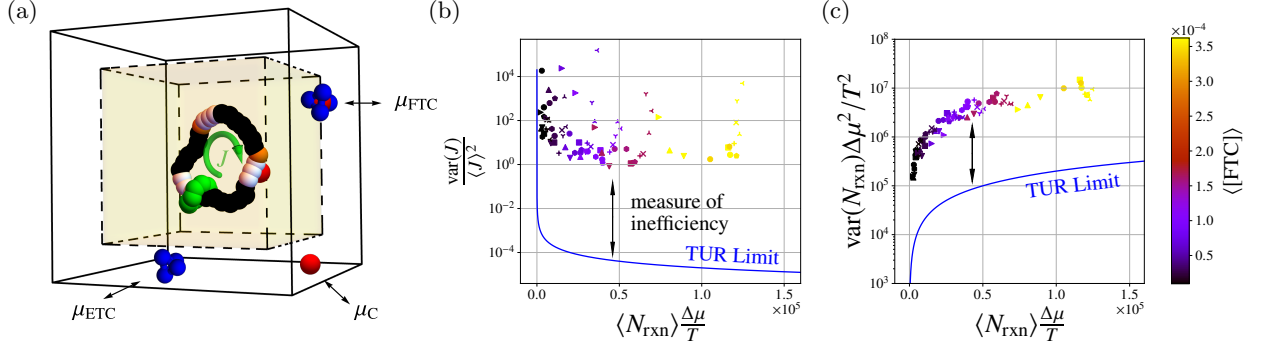 (a)
J
μ_FTC
μ_ETC
μ_C
(b)
var(J)/⟨J⟩²
10⁴
10²
10⁰
10⁻²
10⁻⁴
measure of
inefficiency
TUR Limit
0.0 0.5 1.0 1.5
×10⁵
⟨N_rxn⟩ Δμ/T
(c)
var(N_rxn)Δμ²/T²
10⁸
10⁷
10⁶
10⁵
10⁴
10³
TUR Limit
0.0 0.5 1.0 1.5
×10⁵
⟨N_rxn⟩ Δμ/T
×10⁻⁴
3.5
3.0
2.5
2.0
1.5
1.0
0.5
⟨[FTC]⟩